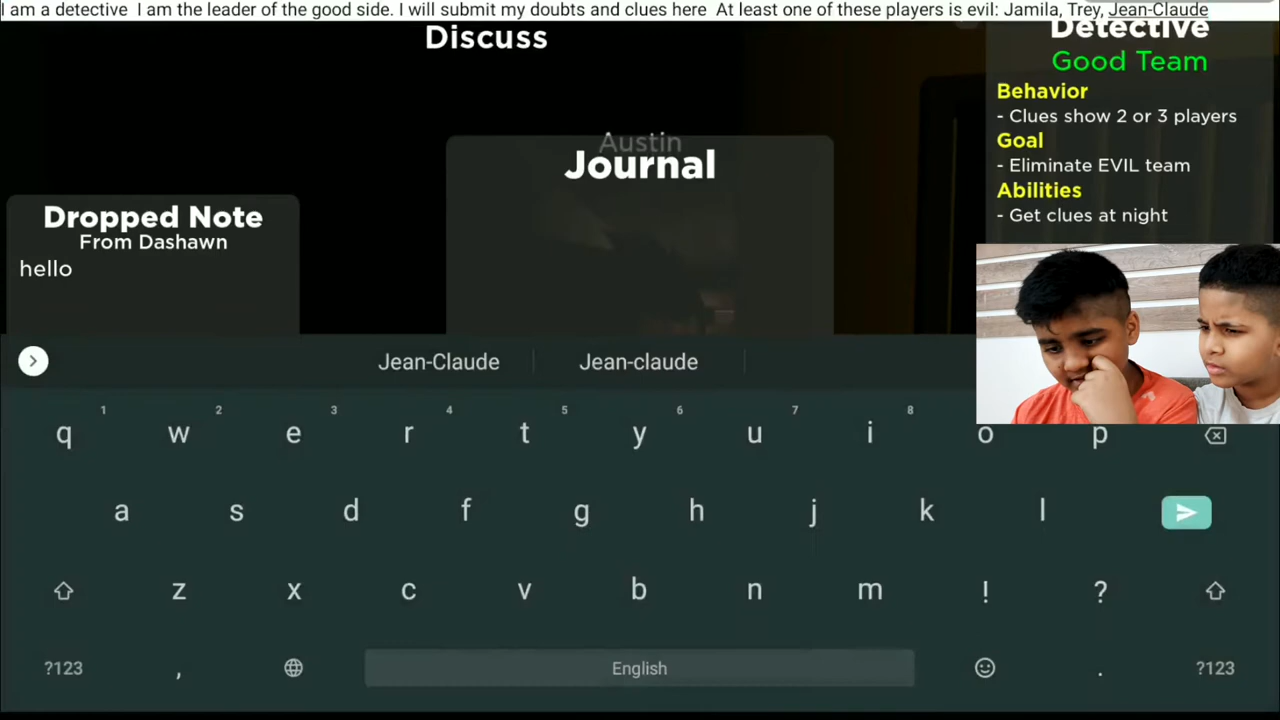 I am a detective  I am the leader of the good side. I will submit my doubts and clues here  At least one of these players is evil: Jamila, Trey, Jean-Claude
Discuss
Detective
Good Team
Behavior
- Clues show 2 or 3 players
Goal
- Eliminate EVIL team
Abilities
- Get clues at night
Austin
Journal
Dropped Note
From Dashawn
hello
Jean-Claude Jean-claude
1 2 3 4 5 6 7 8
q w e r t y u i o p
a s d f g h j k l
z x c v b n m ! ?
?123 , English . ?123